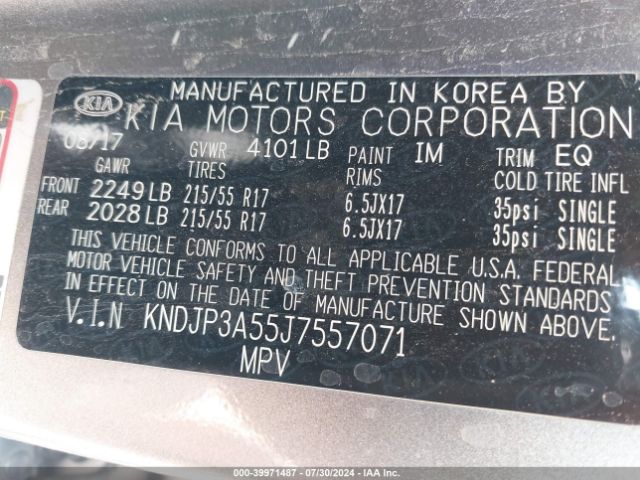 MANUFACTURED IN KOREA BY
KIA KIA MOTORS CORPORATION
08/17 GVWR 4101 LB PAINT IM TRIM EQ
GAWR TIRES RIMS COLD TIRE INFL
FRONT 2249 LB 215/55 R17 6.5JX17 35psi SINGLE
REAR 2028 LB 215/55 R17 6.5JX17 35psi SINGLE
THIS VEHICLE CONFORMS TO ALL APPLICABLE U.S.A. FEDERAL
MOTOR VEHICLE SAFETY AND THEFT PREVENTION STANDARDS
IN EFFECT ON THE DATE OF MANUFACTURE SHOWN ABOVE.
V.I.N KNDJP3A55J7557071
MPV
000-39971487 - 07/30/2024 - IAA Inc.